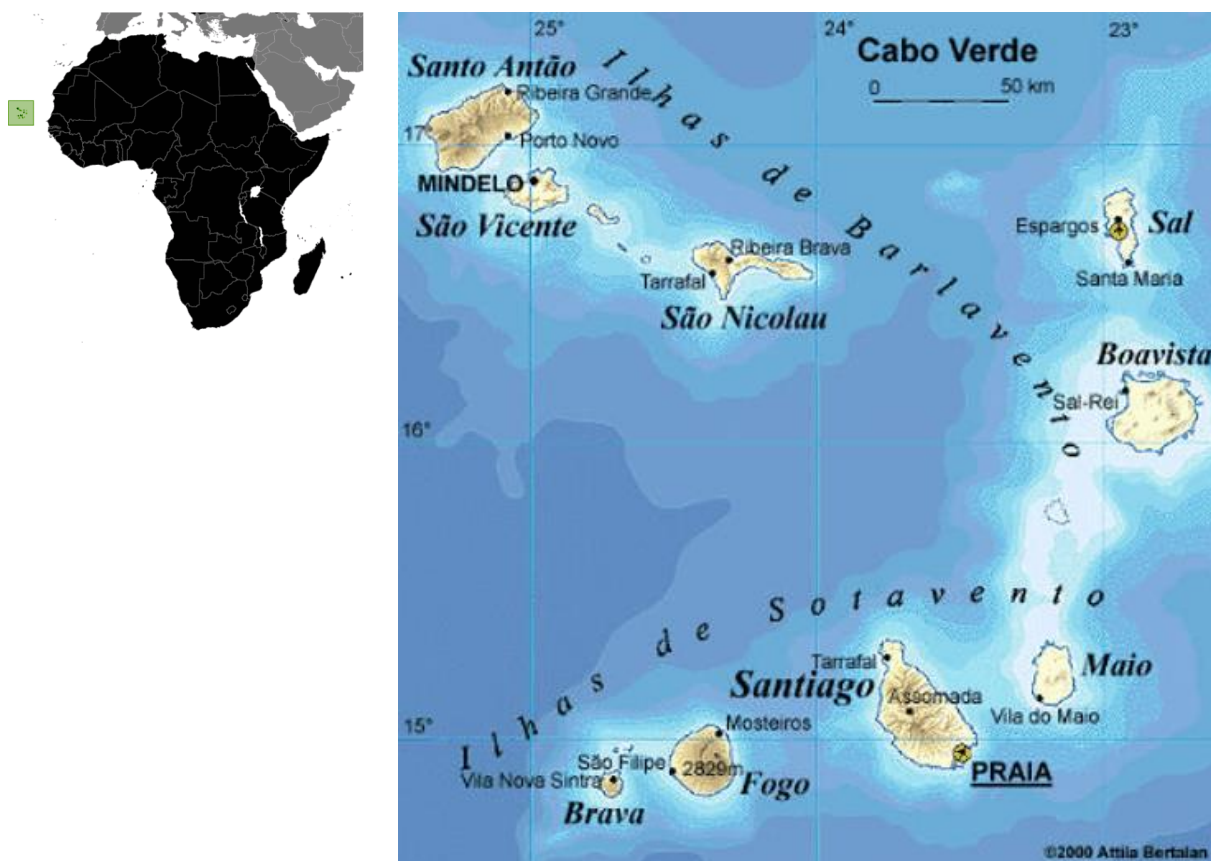 25°
24°
23°
Cabo Verde
0 50 km
Ilhas de Barlavento
Santo Antão
Ribeira Grande
17°
Porto Novo
MINDELO
São Vicente
Ribeira Brava
Tarrafal
São Nicolau
Espargos
Sal
Santa Maria
Boavista
Sal-Rei
16°
Ilhas de Sotavento
Tarrafal
Santiago
Assomada
Maio
Vila do Maio
15°
Mosteiros
São Filipe
2829m
Vila Nova Sintra
Fogo
Brava
PRAIA
©2000 Attila Bertalan